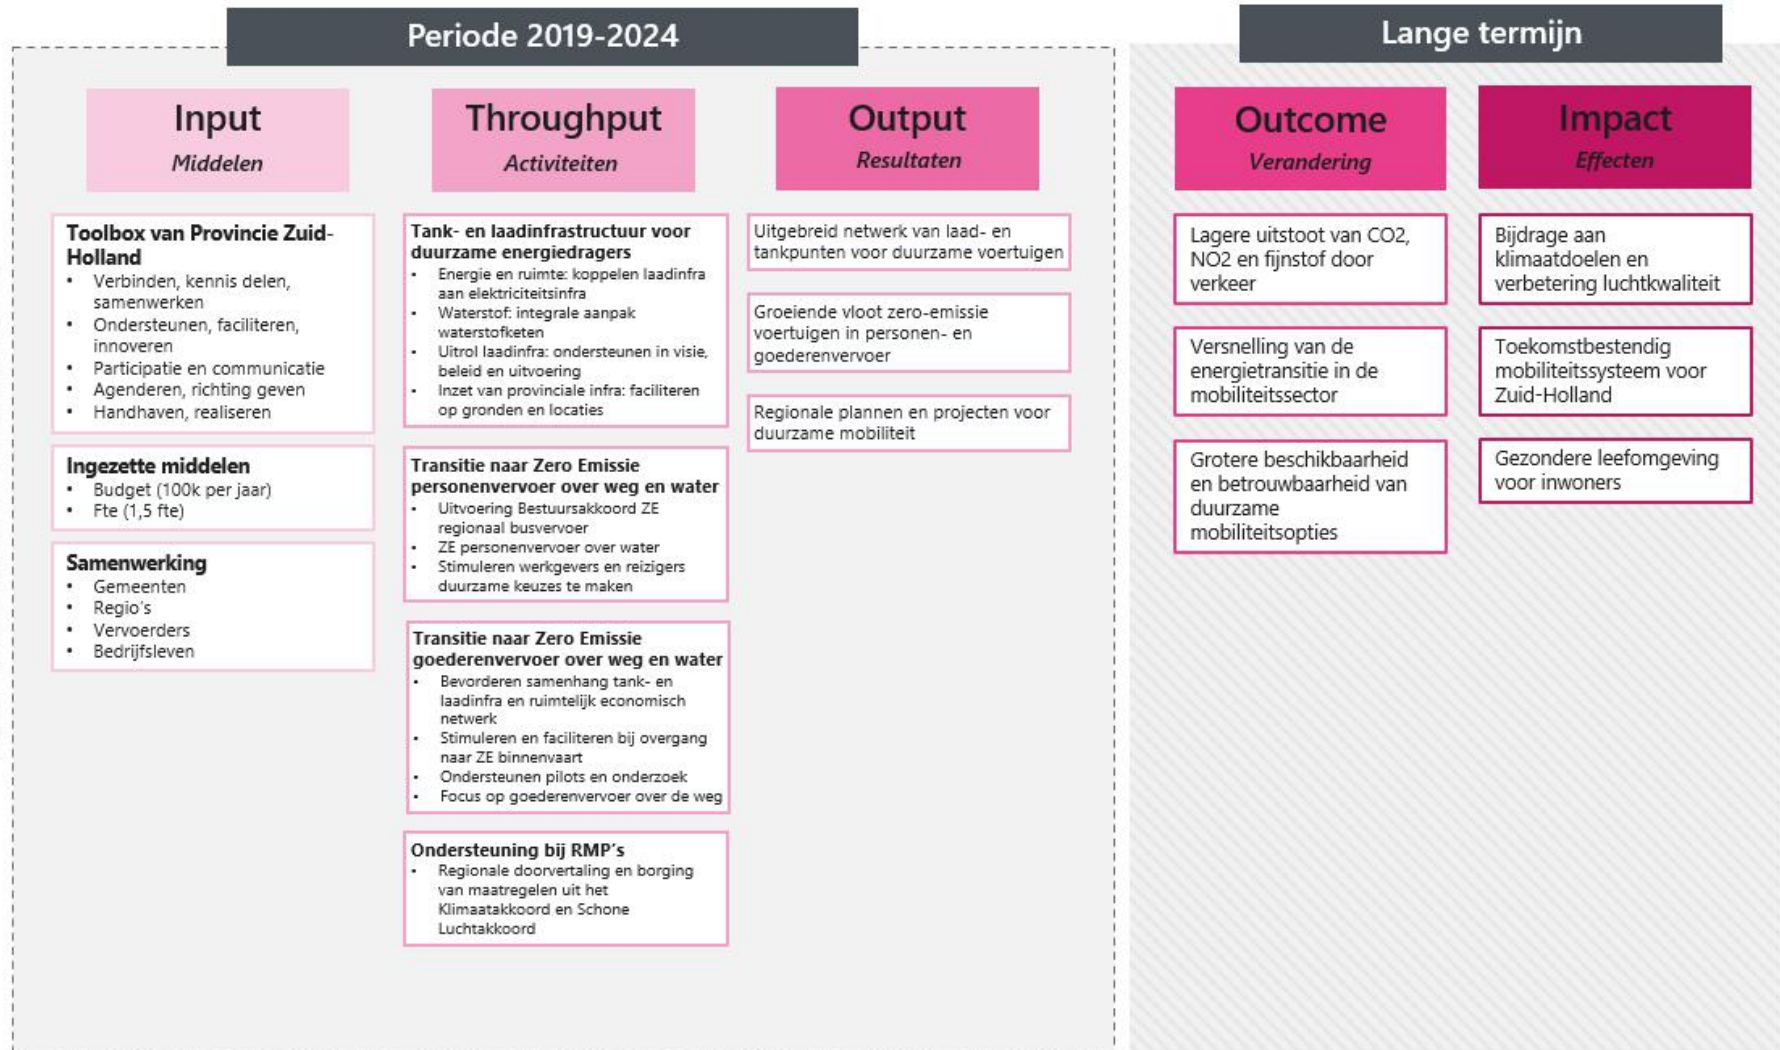 Periode 2019-2024
Lange termijn
Input
Middelen
Throughput
Activiteiten
Output
Resultaten
Outcome
Verandering
Impact
Effecten
Toolbox van Provincie Zuid-
Holland
• Verbinden, kennis delen,
samenwerken
• Ondersteunen, faciliteren,
innoveren
• Participatie en communicatie
• Agenderen, richting geven
• Handhaven, realiseren
Ingezette middelen
• Budget (100k per jaar)
• Fte (1,5 fte)
Samenwerking
• Gemeenten
• Regio's
• Vervoerders
• Bedrijfsleven
Tank- en laadinfrastructuur voor
duurzame energiedragers
• Energie en ruimte: koppelen laadinfra
aan elektriciteitsinfra
• Waterstof: integrale aanpak
waterstofketen
• Uitrol laadinfra: ondersteunen in visie,
beleid en uitvoering
• Inzet van provinciale infra: faciliteren
op gronden en locaties
Transitie naar Zero Emissie
personenvervoer over weg en water
• Uitvoering Bestuursakkoord ZE
regionaal busvervoer
• ZE personenvervoer over water
• Stimuleren werkgevers en reizigers
duurzame keuzes te maken
Transitie naar Zero Emissie
goederenvervoer over weg en water
• Bevorderen samenhang tank- en
laadinfra en ruimtelijk economisch
netwerk
• Stimuleren en faciliteren bij overgang
naar ZE binnenvaart
• Ondersteunen pilots en onderzoek
• Focus op goederenvervoer over de weg
Ondersteuning bij RMP's
• Regionale doorvertaling en borging
van maatregelen uit het
Klimaatakkoord en Schone
Luchtakkoord
Uitgebreid netwerk van laad- en
tankpunten voor duurzame voertuigen
Groeiende vloot zero-emissie
voertuigen in personen- en
goederenvervoer
Regionale plannen en projecten voor
duurzame mobiliteit
Lagere uitstoot van CO2,
NO2 en fijnstof door
verkeer
Versnelling van de
energietransitie in de
mobiliteitssector
Grotere beschikbaarheid
en betrouwbaarheid van
duurzame
mobiliteitsopties
Bijdrage aan
klimaatdoelen en
verbetering luchtkwaliteit
Toekomstbestendig
mobiliteitssysteem voor
Zuid-Holland
Gezondere leefomgeving
voor inwoners